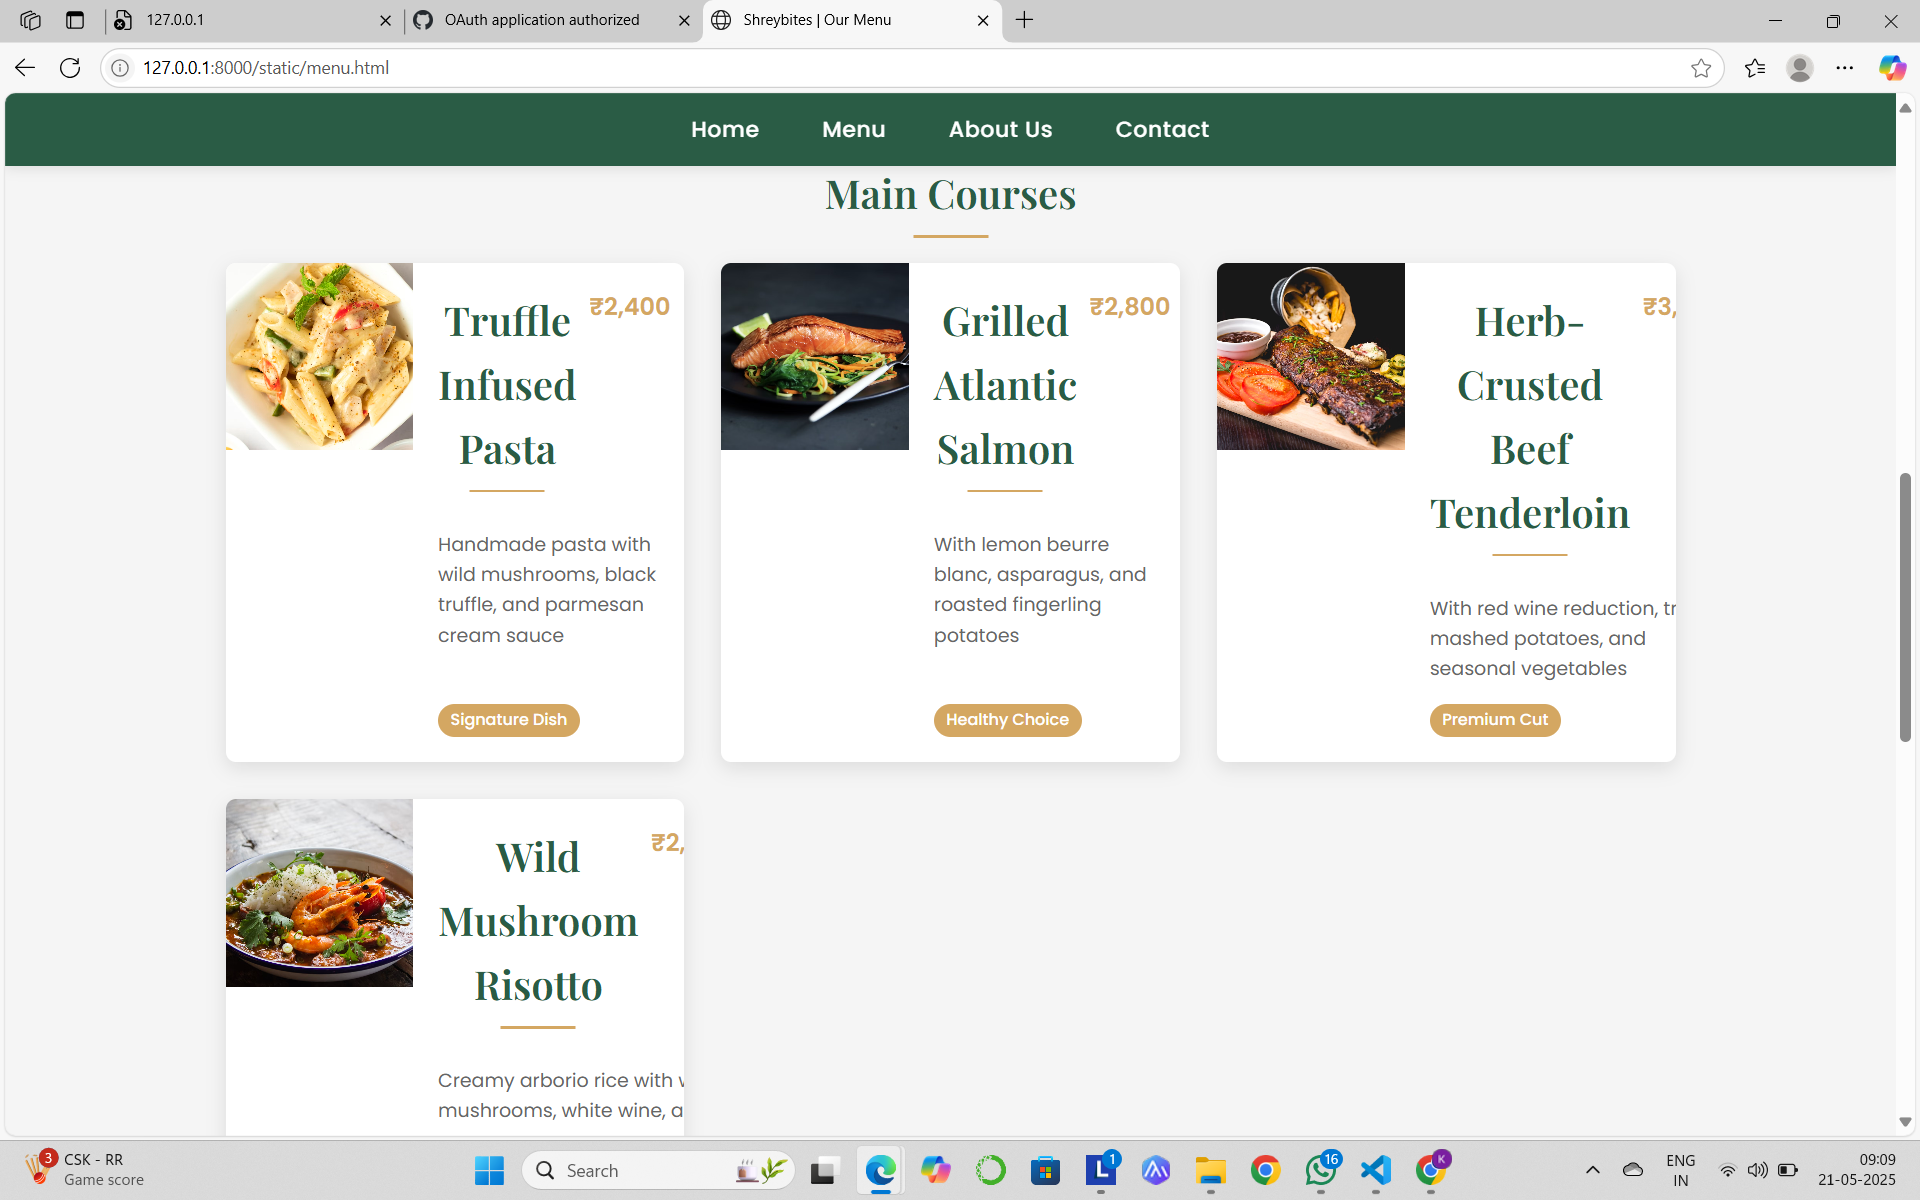 127.0.0.1
OAuth application authorized
Shreybites | Our Menu
127.0.0.1:8000/static/menu.html
Home
Menu
About Us
Contact
Main Courses
Truffle
Infused
Pasta
₹2,400
Handmade pasta with
wild mushrooms, black
truffle, and parmesan
cream sauce
Signature Dish
Grilled
Atlantic
Salmon
₹2,800
With lemon beurre
blanc, asparagus, and
roasted fingerling
potatoes
Healthy Choice
Herb-
Crusted
Beef
Tenderloin
₹3,
With red wine reduction, tr
mashed potatoes, and
seasonal vegetables
Premium Cut
Wild
Mushroom
Risotto
₹2,
Creamy arborio rice with
mushrooms, white wine, a
3
CSK - RR
Game score
Search
L
1
16
K
ENG
IN
09:09
21-05-2025